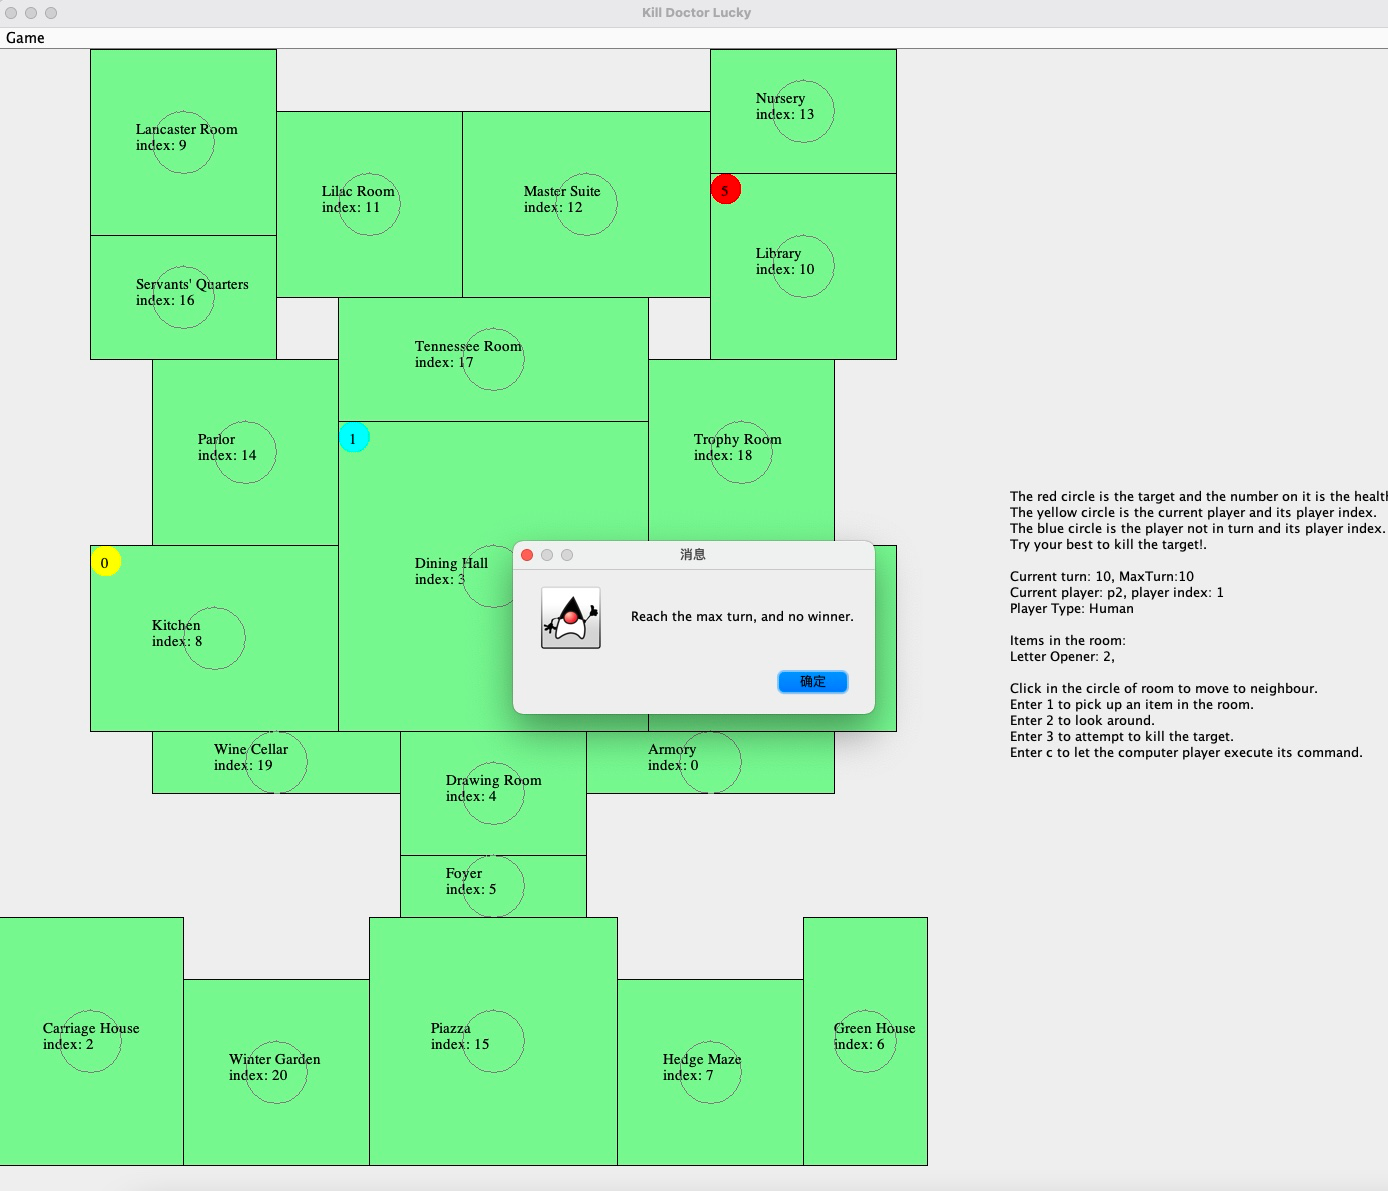 Kill Doctor Lucky
Game
Lancaster Room
index: 9
Nursery
index: 13
Lilac Room
index: 11
Master Suite
index: 12
5
Library
index: 10
Servants' Quarters
index: 16
Tennessee Room
index: 17
Parlor
index: 14
1
Trophy Room
index: 18
0
Kitchen
index: 8
Dining Hall
index: 3
消息
Reach the max turn, and no winner.
确定
The red circle is the target and the number on it is the health
The yellow circle is the current player and its player index.
The blue circle is the player not in turn and its player index.
Try your best to kill the target!.
Current turn: 10, MaxTurn:10
Current player: p2, player index: 1
Player Type: Human
Items in the room:
Letter Opener: 2,
Click in the circle of room to move to neighbour.
Enter 1 to pick up an item in the room.
Enter 2 to look around.
Enter 3 to attempt to kill the target.
Enter c to let the computer player execute its command.
Wine Cellar
index: 19
Drawing Room
index: 4
Armory
index: 0
Foyer
index: 5
Carriage House
index: 2
Winter Garden
index: 20
Piazza
index: 15
Hedge Maze
index: 7
Green House
index: 6